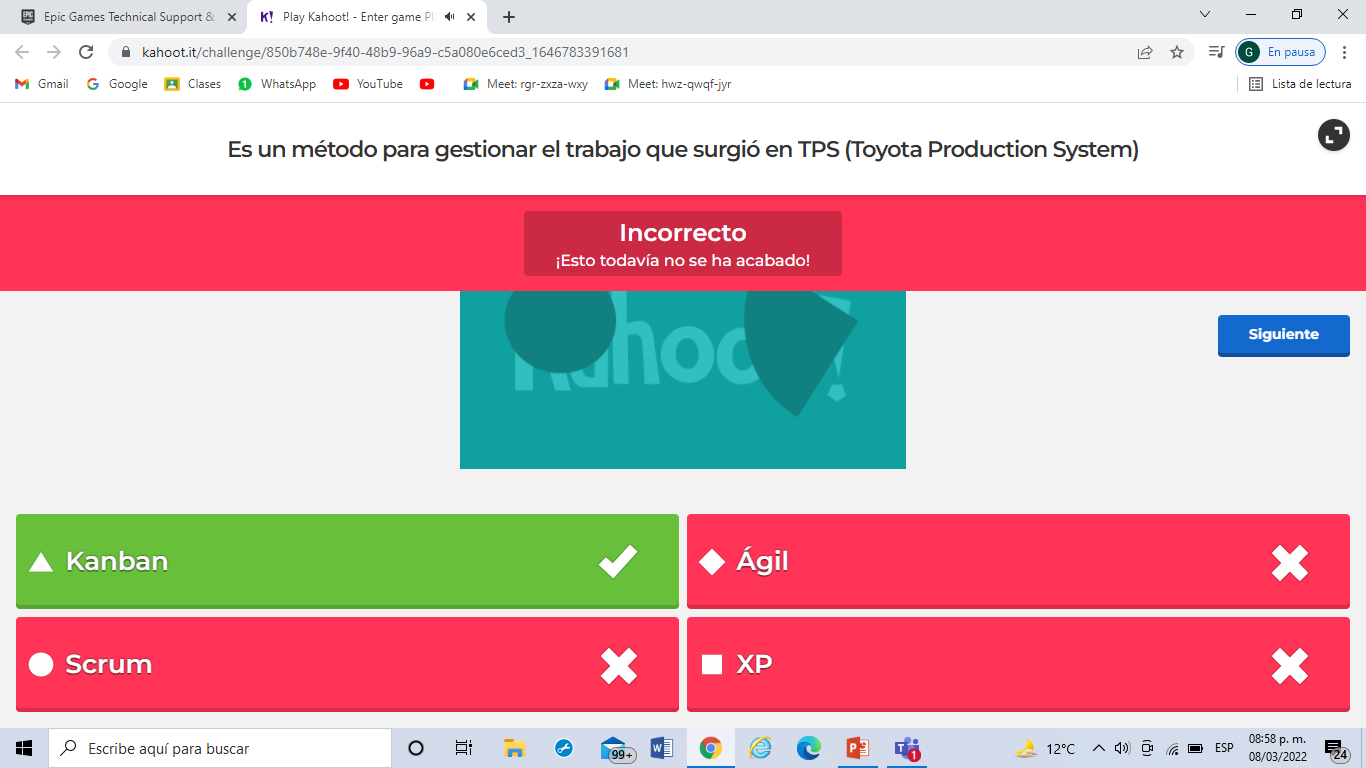 Epic Games Technical Support &
Play Kahoot! - Enter game P
kahoot.it/challenge/850b748e-9f40-48b9-96a9-c5a080e6ced3_1646783391681
G En pausa
Gmail Google Clases 1 WhatsApp YouTube Meet: rgr-zxza-wxy Meet: hwz-qwqf-jyr Lista de lectura
Es un método para gestionar el trabajo que surgió en TPS (Toyota Production System)
Incorrecto
¡Esto todavía no se ha acabado!
Kahoot!
Siguiente
Kanban
Ágil
Scrum
XP
Escribe aquí para buscar
99+
1
12°C
ESP
08:58 p. m.
08/03/2022
24